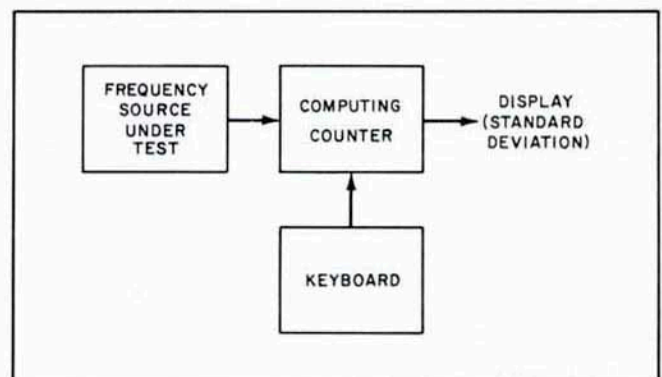 FREQUENCY
SOURCE
UNDER
TEST
COMPUTING
COUNTER
DISPLAY
(STANDARD
DEVIATION)
KEYBOARD